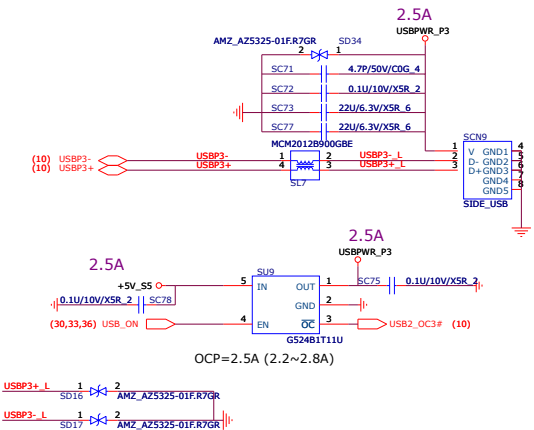 2.5A
USBPWR_P3
AMZ_AZ5325-01F.R7GR SD34
2 1
SC71 4.7P/50V/C0G_4
SC72 0.1U/10V/X5R_2
SC73 22U/6.3V/X5R_6
SC77 22U/6.3V/X5R_6
MCM2012B900GBE
SCN9
(10) USBP3- USBP3- 1 2 USBP3-_L
(10) USBP3+ USBP3+ 4 3 USBP3+_L
SL7
1 V GND1 4
2 D- GND2 5
3 D+ GND3 6
GND4 7
GND5 8
SIDE_USB
2.5A
USBPWR_P3
2.5A
SU9
+5V_S5 5 IN OUT 1 SC75 0.1U/10V/X5R_2
0.1U/10V/X5R_2 SC78
GND 2
(30,33,36) USB_ON 4 EN OC 3 USB2_OC3# (10)
G524B1T11U
OCP=2.5A (2.2~2.8A)
USBP3+_L 1 2
SD16 AMZ_AZ5325-01F.R7GR
USBP3-_L 1 2
SD17 AMZ_AZ5325-01F.R7GR